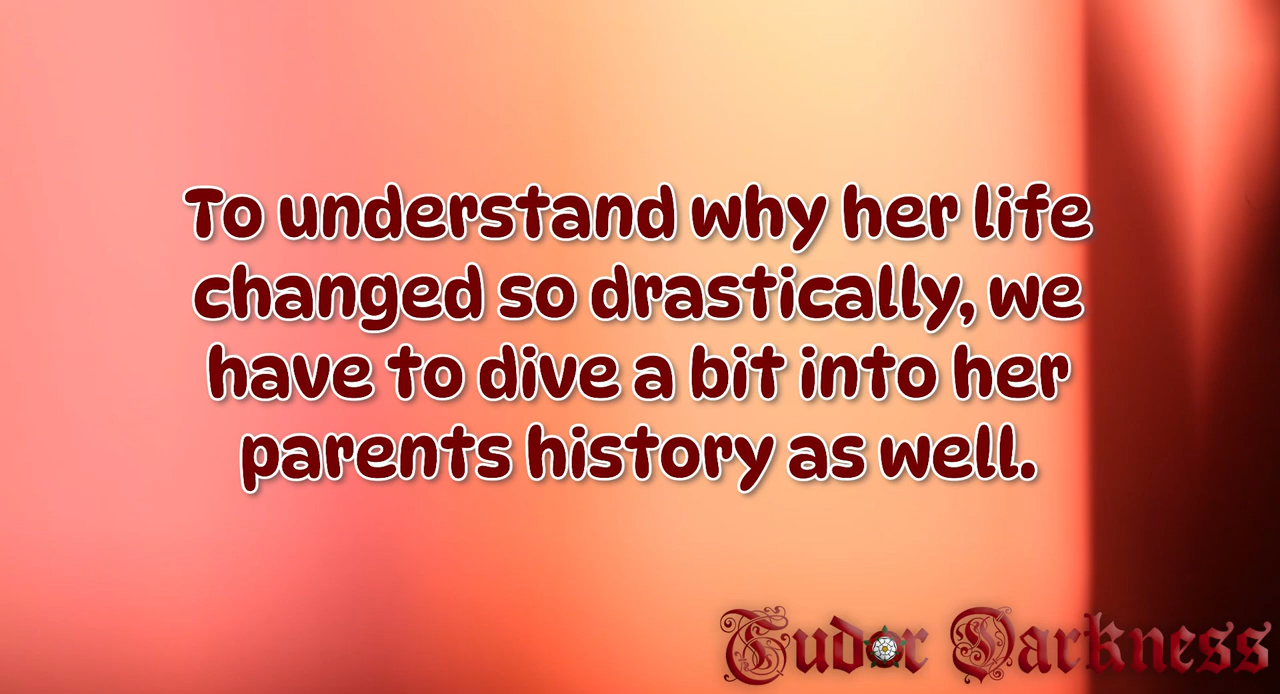 To understand why her life
changed so drastically, we
have to dive a bit into her
parents history as well.
Tudor Darkness